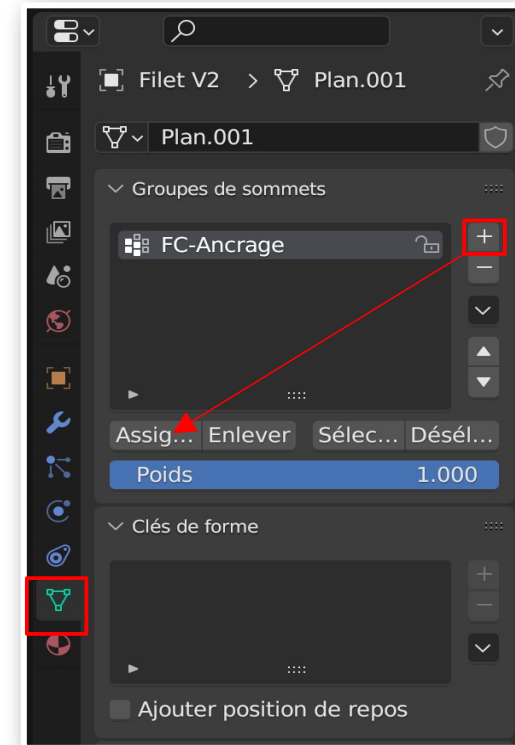 Filet V2 > Plan.001
Plan.001
Groupes de sommets
FC-Ancrage
Assig... Enlever Sélec... Désél...
Poids 1.000
Clés de forme
Ajouter position de repos